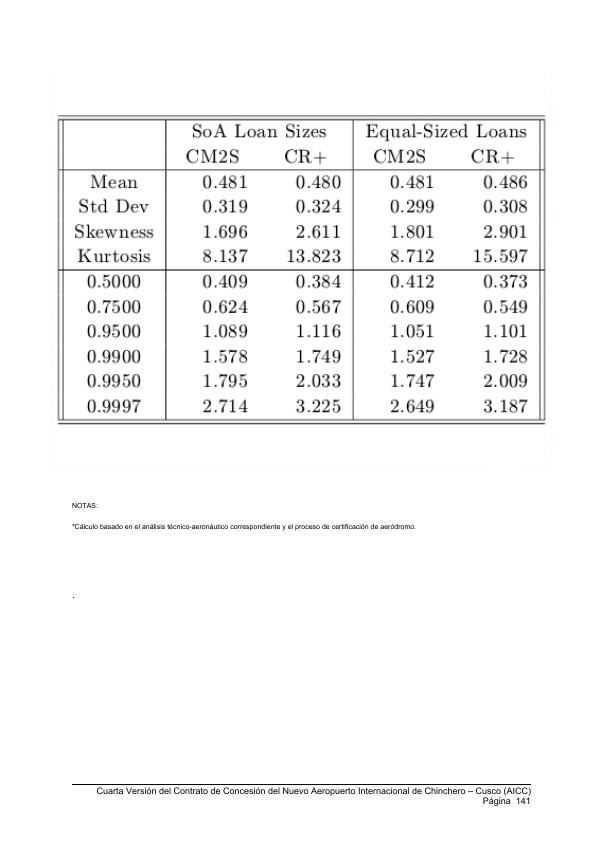 SoA Loan Sizes Equal-Sized Loans
CM2S CR+ CM2S CR+
Mean 0.481 0.480 0.481 0.486
Std Dev 0.319 0.324 0.299 0.308
Skewness 1.696 2.611 1.801 2.901
Kurtosis 8.137 13.823 8.712 15.597
0.5000 0.409 0.384 0.412 0.373
0.7500 0.624 0.567 0.609 0.549
0.9500 1.089 1.116 1.051 1.101
0.9900 1.578 1.749 1.527 1.728
0.9950 1.795 2.033 1.747 2.009
0.9997 2.714 3.225 2.649 3.187
NOTAS:
*Cálculo basado en el análisis técnico-aeronáutico correspondiente y el proceso de certificación de aeródromo.
.
Cuarta Versión del Contrato de Concesión del Nuevo Aeropuerto Internacional de Chinchero – Cusco (AICC)
Página 141